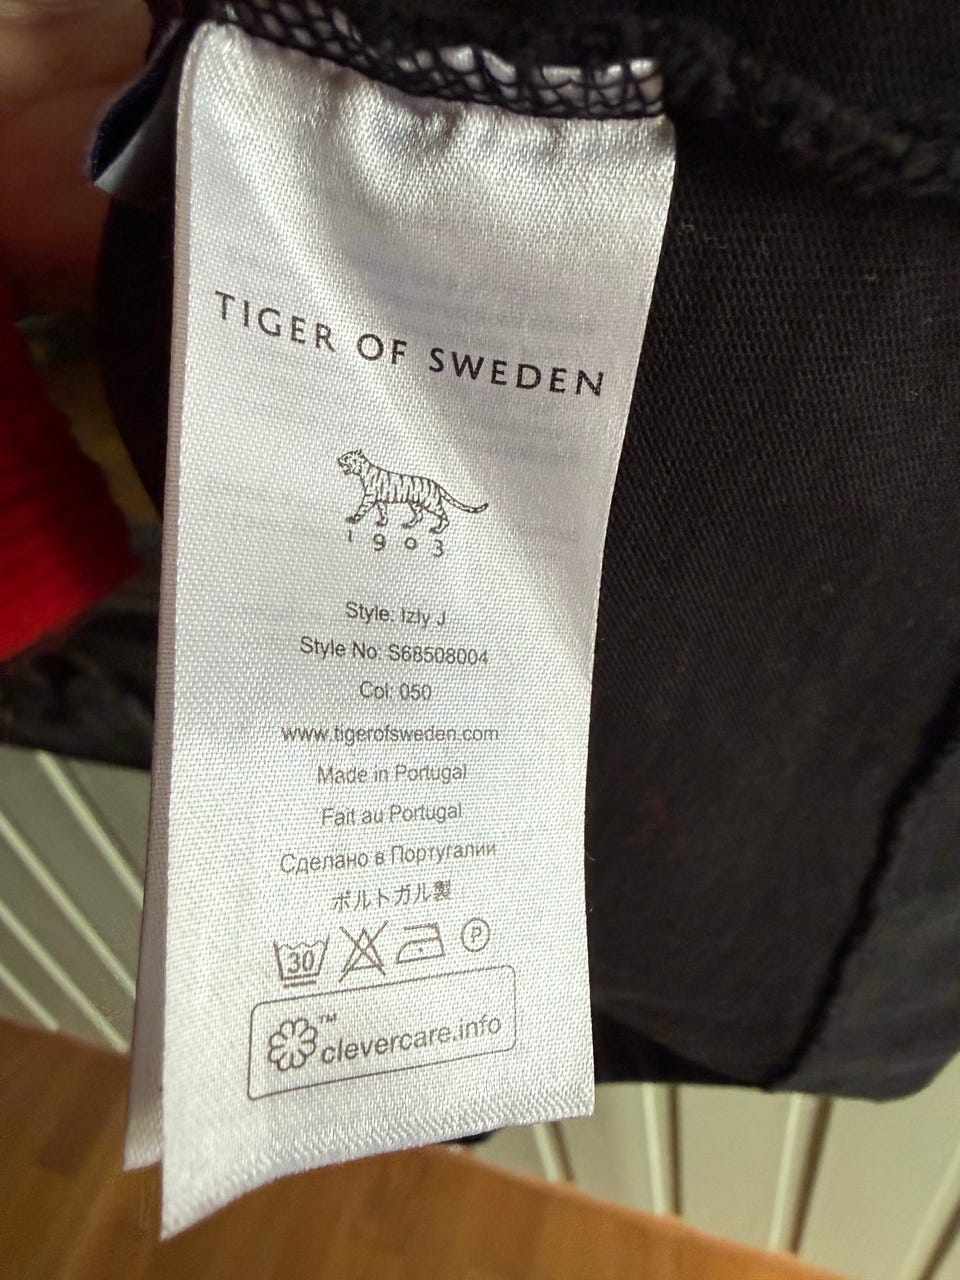 TIGER OF SWEDEN
1903
Style: Izly J
Style No: S68508004
Col: 050
www.tigerofsweden.com
Made in Portugal
Fait au Portugal
Сделано в Португалии
ポルトガル製
30 P
™ clevercare.info